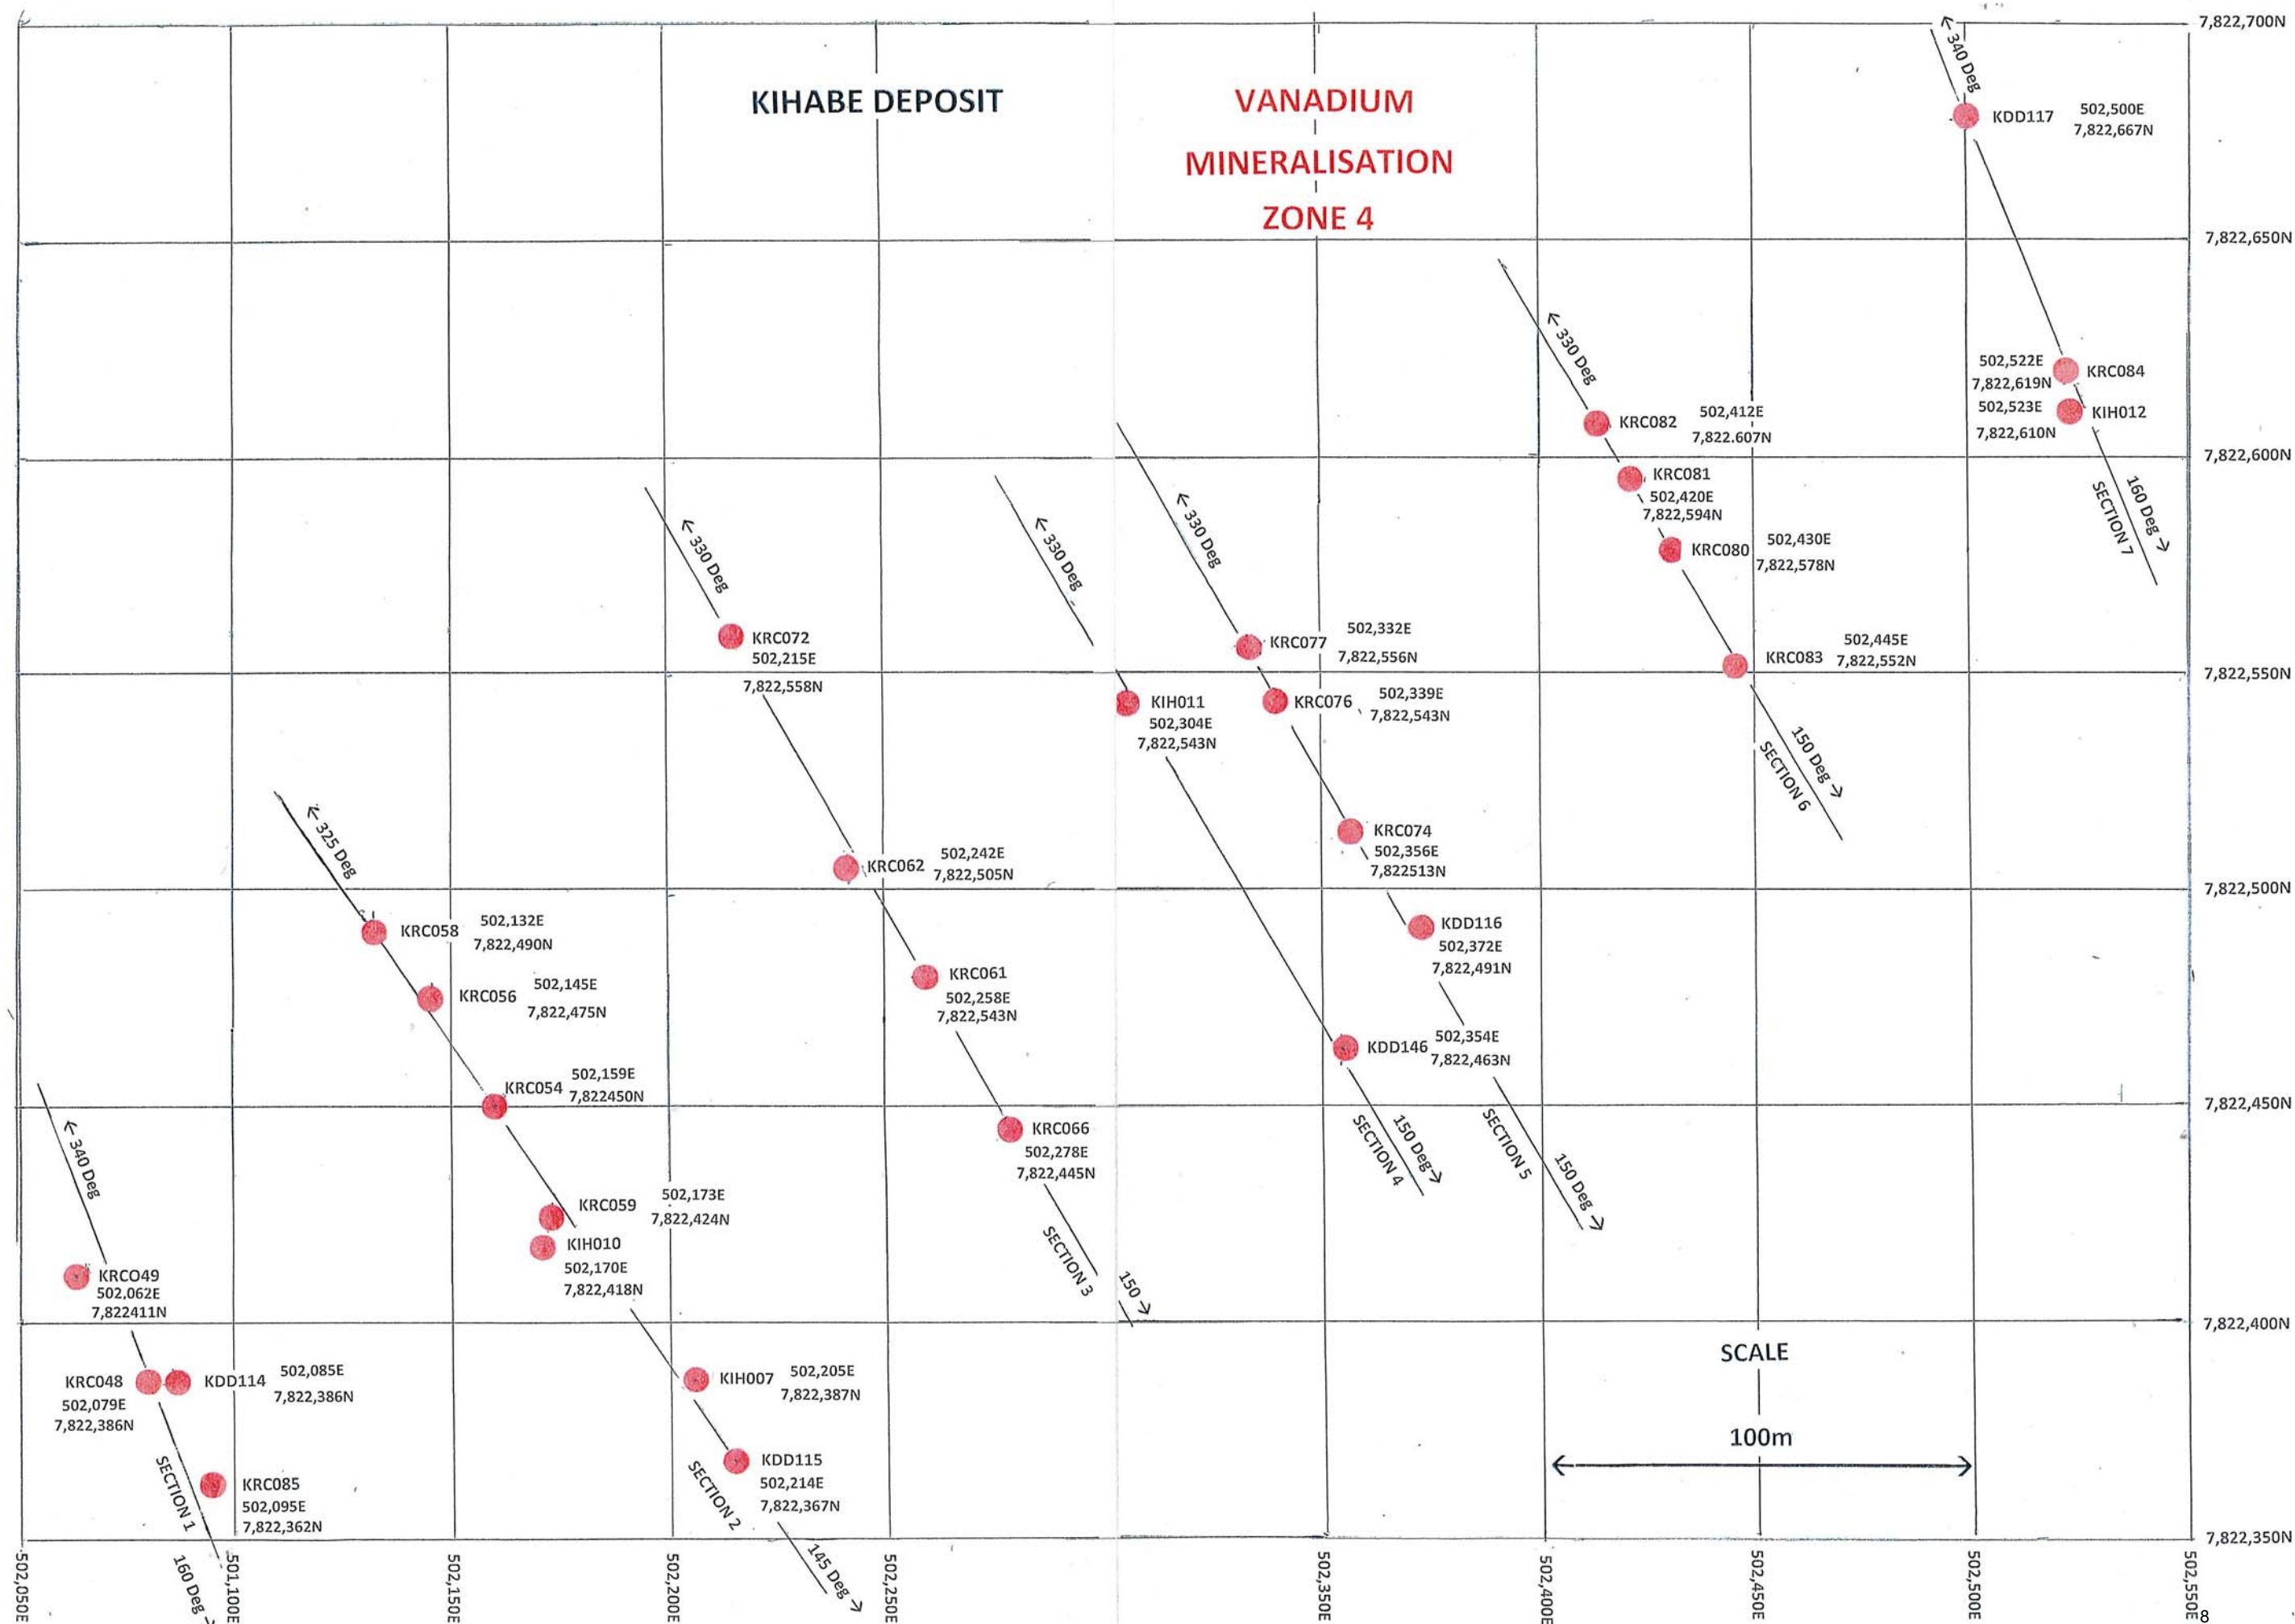 7,822,700N
KIHABE DEPOSIT
VANADIUM
MINERALISATION
ZONE 4
← 340 Deg
KDD117
502,500E
7,822,667N
7,822,650N
← 330 Deg
502,522E
7,822,619N
KRC084
502,523E
7,822,610N
KIH012
KRC082
502,412E
7,822.607N
7,822,600N
KRC081
502,420E
7,822,594N
160 Deg →
SECTION 7
← 330 Deg
← 330 Deg
← 330 Deg
KRC080
502,430E
7,822,578N
KRC072
502,215E
7,822,558N
KRC077
502,332E
7,822,556N
KRC083
502,445E
7,822,552N
7,822,550N
KIH011
502,304E
7,822,543N
KRC076
502,339E
7,822,543N
150 Deg →
SECTION 6
← 325 Deg
KRC074
502,356E
7,822513N
KRC062
502,242E
7,822,505N
7,822,500N
KRC058
502,132E
7,822,490N
KDD116
502,372E
7,822,491N
KRC061
502,258E
7,822,543N
KRC056
502,145E
7,822,475N
KDD146
502,354E
7,822,463N
KRC054
502,159E
7,822450N
7,822,450N
← 340 Deg
KRC066
502,278E
7,822,445N
SECTION 4
150 Deg →
SECTION 5
150 Deg →
KRC059
502,173E
7,822,424N
KIH010
502,170E
7,822,418N
SECTION 3
150 →
KRCO49
502,062E
7,822411N
7,822,400N
SCALE
100m
KRC048
502,079E
7,822,386N
KDD114
502,085E
7,822,386N
KIH007
502,205E
7,822,387N
SECTION 1
KRC085
502,095E
7,822,362N
SECTION 2
KDD115
502,214E
7,822,367N
7,822,350N
160 Deg →
145 Deg →
502,050E
501,100E
502,150E
502,200E
502,250E
502,350E
502,400E
502,450E
502,500E
502,550E
8